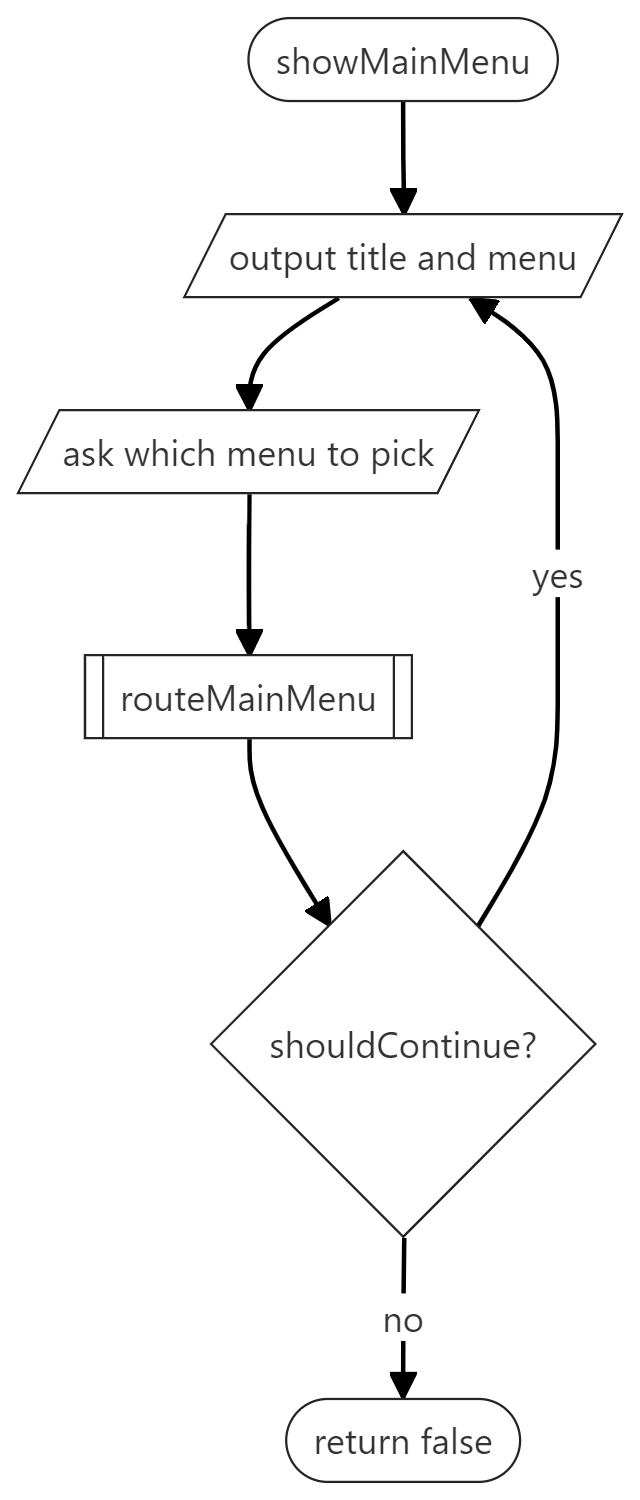 showMainMenu
output title and menu
ask which menu to pick
yes
routeMainMenu
shouldContinue?
no
return false